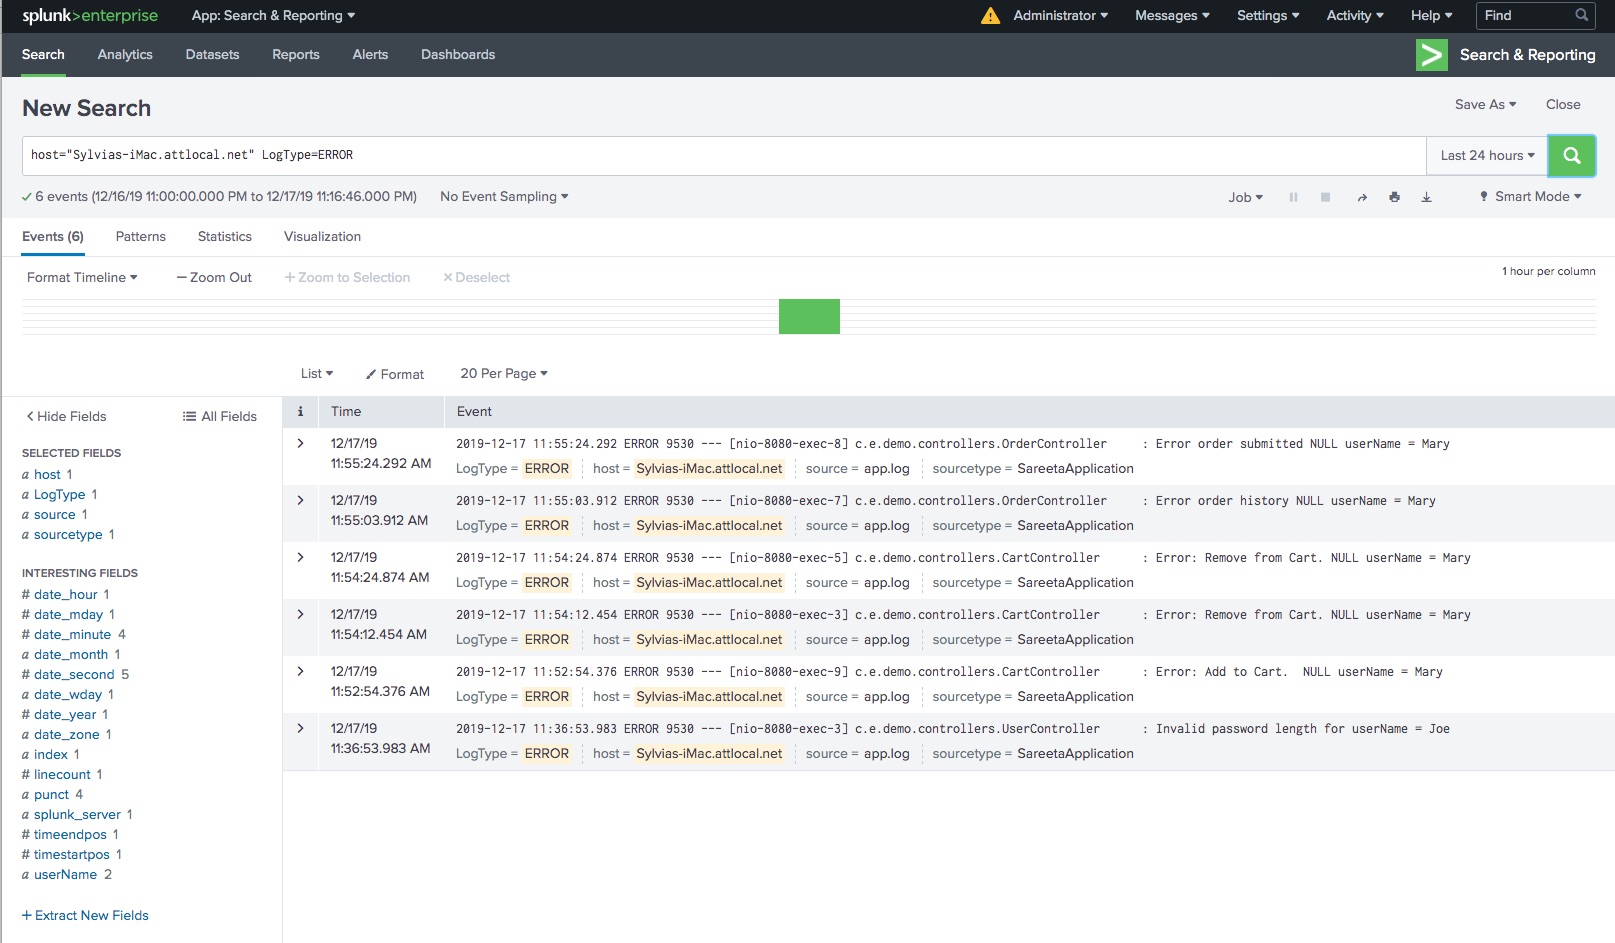 splunk>enterprise App: Search & Reporting Administrator Messages Settings Activity Help Find
Search Analytics Datasets Reports Alerts Dashboards > Search & Reporting
New Search Save As Close
host="Sylvias-iMac.attlocal.net" LogType=ERROR Last 24 hours
6 events (12/16/19 11:00:00.000 PM to 12/17/19 11:16:46.000 PM) No Event Sampling Job Smart Mode
Events (6) Patterns Statistics Visualization
Format Timeline — Zoom Out + Zoom to Selection × Deselect 1 hour per column
List Format 20 Per Page
< Hide Fields All Fields
SELECTED FIELDS
a host 1
a LogType 1
a source 1
a sourcetype 1
INTERESTING FIELDS
# date_hour 1
# date_mday 1
# date_minute 4
a date_month 1
# date_second 5
a date_wday 1
# date_year 1
a date_zone 1
a index 1
# linecount 1
a punct 4
a splunk_server 1
# timeendpos 1
# timestartpos 1
a userName 2
+ Extract New Fields
i Time Event
> 12/17/19 2019-12-17 11:55:24.292 ERROR 9530 --- [nio-8080-exec-8] c.e.demo.controllers.OrderController : Error order submitted NULL userName = Mary
11:55:24.292 AM LogType = ERROR host = Sylvias-iMac.attlocal.net source = app.log sourcetype = SareetaApplication
> 12/17/19 2019-12-17 11:55:03.912 ERROR 9530 --- [nio-8080-exec-7] c.e.demo.controllers.OrderController : Error order history NULL userName = Mary
11:55:03.912 AM LogType = ERROR host = Sylvias-iMac.attlocal.net source = app.log sourcetype = SareetaApplication
> 12/17/19 2019-12-17 11:54:24.874 ERROR 9530 --- [nio-8080-exec-5] c.e.demo.controllers.CartController : Error: Remove from Cart. NULL userName = Mary
11:54:24.874 AM LogType = ERROR host = Sylvias-iMac.attlocal.net source = app.log sourcetype = SareetaApplication
> 12/17/19 2019-12-17 11:54:12.454 ERROR 9530 --- [nio-8080-exec-3] c.e.demo.controllers.CartController : Error: Remove from Cart. NULL userName = Mary
11:54:12.454 AM LogType = ERROR host = Sylvias-iMac.attlocal.net source = app.log sourcetype = SareetaApplication
> 12/17/19 2019-12-17 11:52:54.376 ERROR 9530 --- [nio-8080-exec-9] c.e.demo.controllers.CartController : Error: Add to Cart. NULL userName = Mary
11:52:54.376 AM LogType = ERROR host = Sylvias-iMac.attlocal.net source = app.log sourcetype = SareetaApplication
> 12/17/19 2019-12-17 11:36:53.983 ERROR 9530 --- [nio-8080-exec-3] c.e.demo.controllers.UserController : Invalid password length for userName = Joe
11:36:53.983 AM LogType = ERROR host = Sylvias-iMac.attlocal.net source = app.log sourcetype = SareetaApplication